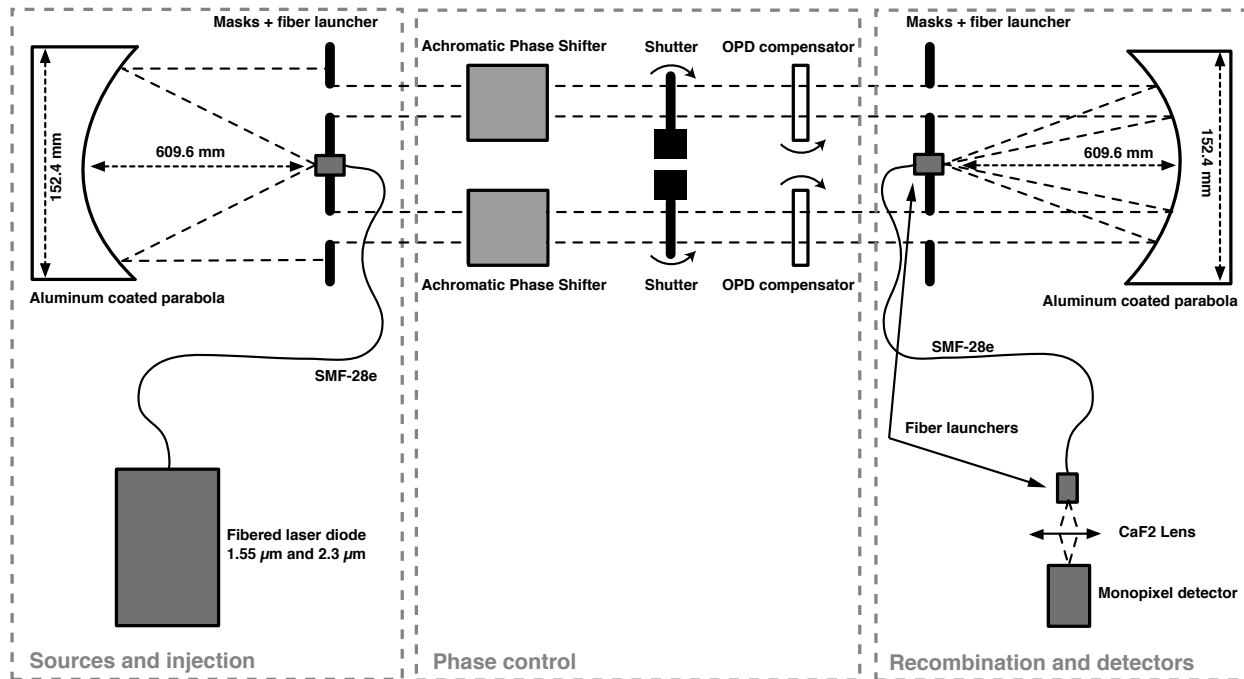 Masks + fiber launcher
152.4 mm
609.6 mm
Aluminum coated parabola
SMF-28e
Fibered laser diode
1.55 µm and 2.3 µm
Sources and injection
Achromatic Phase Shifter
Shutter
OPD compensator
Achromatic Phase Shifter
Shutter
OPD compensator
Phase control
Masks + fiber launcher
609.6 mm
152.4 mm
Aluminum coated parabola
SMF-28e
Fiber launchers
CaF2 Lens
Monopixel detector
Recombination and detectors